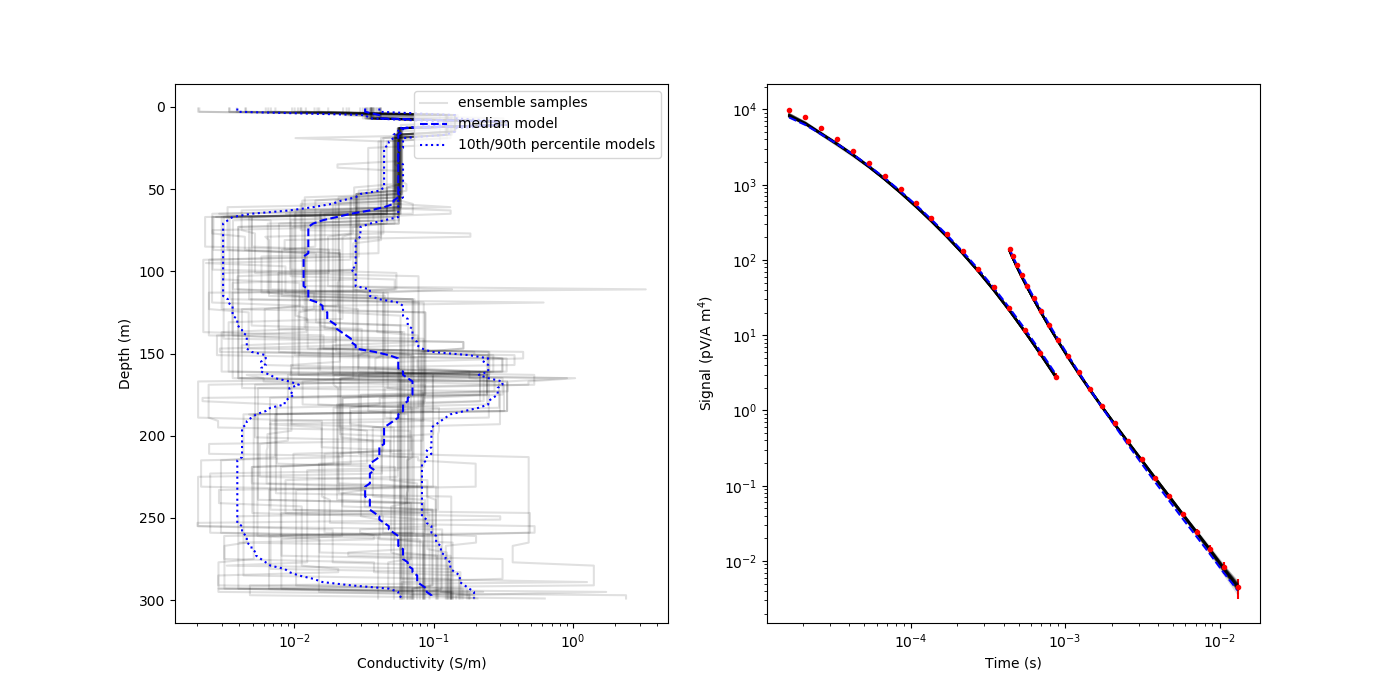 ensemble samples
median model
10th/90th percentile models
0
50
100
150
200
250
300
Depth (m)
10⁻² 10⁻¹ 10⁰
Conductivity (S/m)
10⁴
10³
10²
10¹
10⁰
10⁻¹
10⁻²
Signal (pV/A m⁴)
10⁻⁴ 10⁻³ 10⁻²
Time (s)